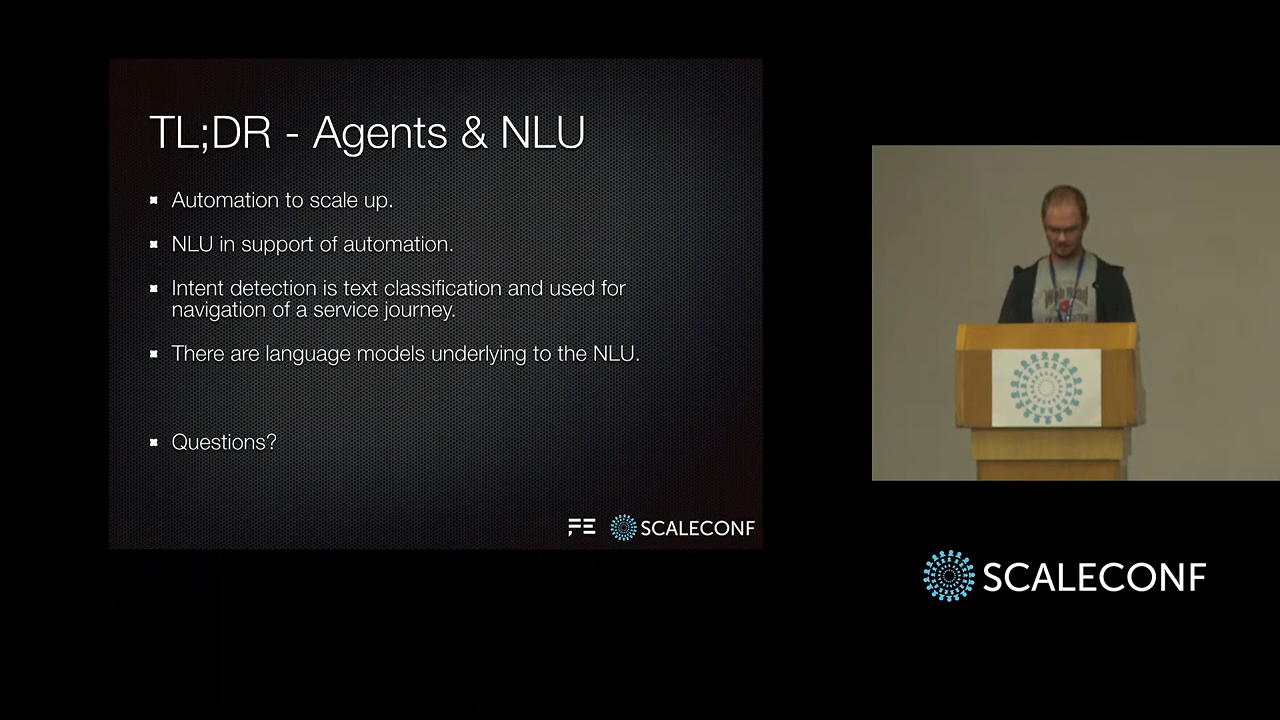 TL;DR - Agents & NLU
Automation to scale up.
NLU in support of automation.
Intent detection is text classification and used for
navigation of a service journey.
There are language models underlying to the NLU.
Questions?
FE SCALECONF
SCALECONF